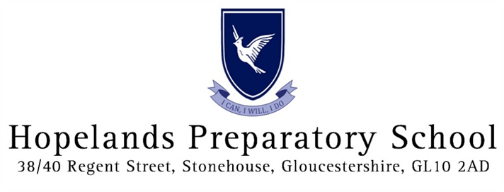 I CAN, I WILL, I DO
Hopelands Preparatory School
38/40 Regent Street, Stonehouse, Gloucestershire, GL10 2AD